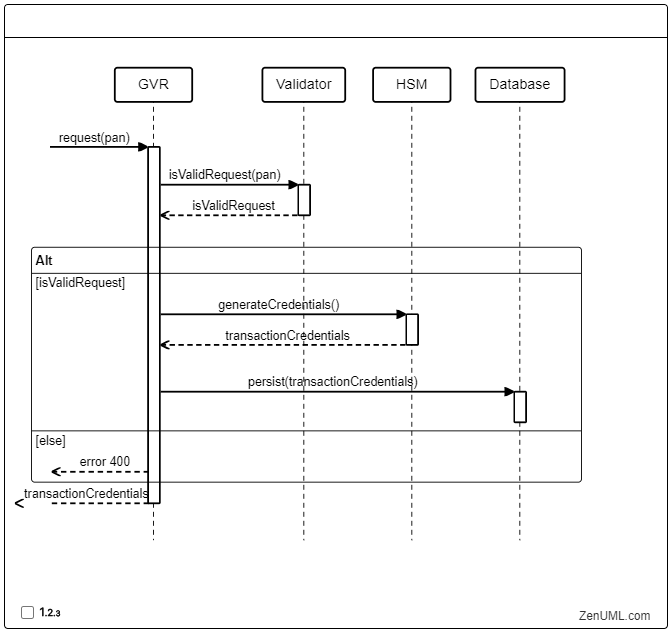 GVR Validator HSM Database
request(pan)
isValidRequest(pan)
isValidRequest
Alt
[isValidRequest]
generateCredentials()
transactionCredentials
persist(transactionCredentials)
[else]
error 400
transactionCredentials
1.2.3
ZenUML.com